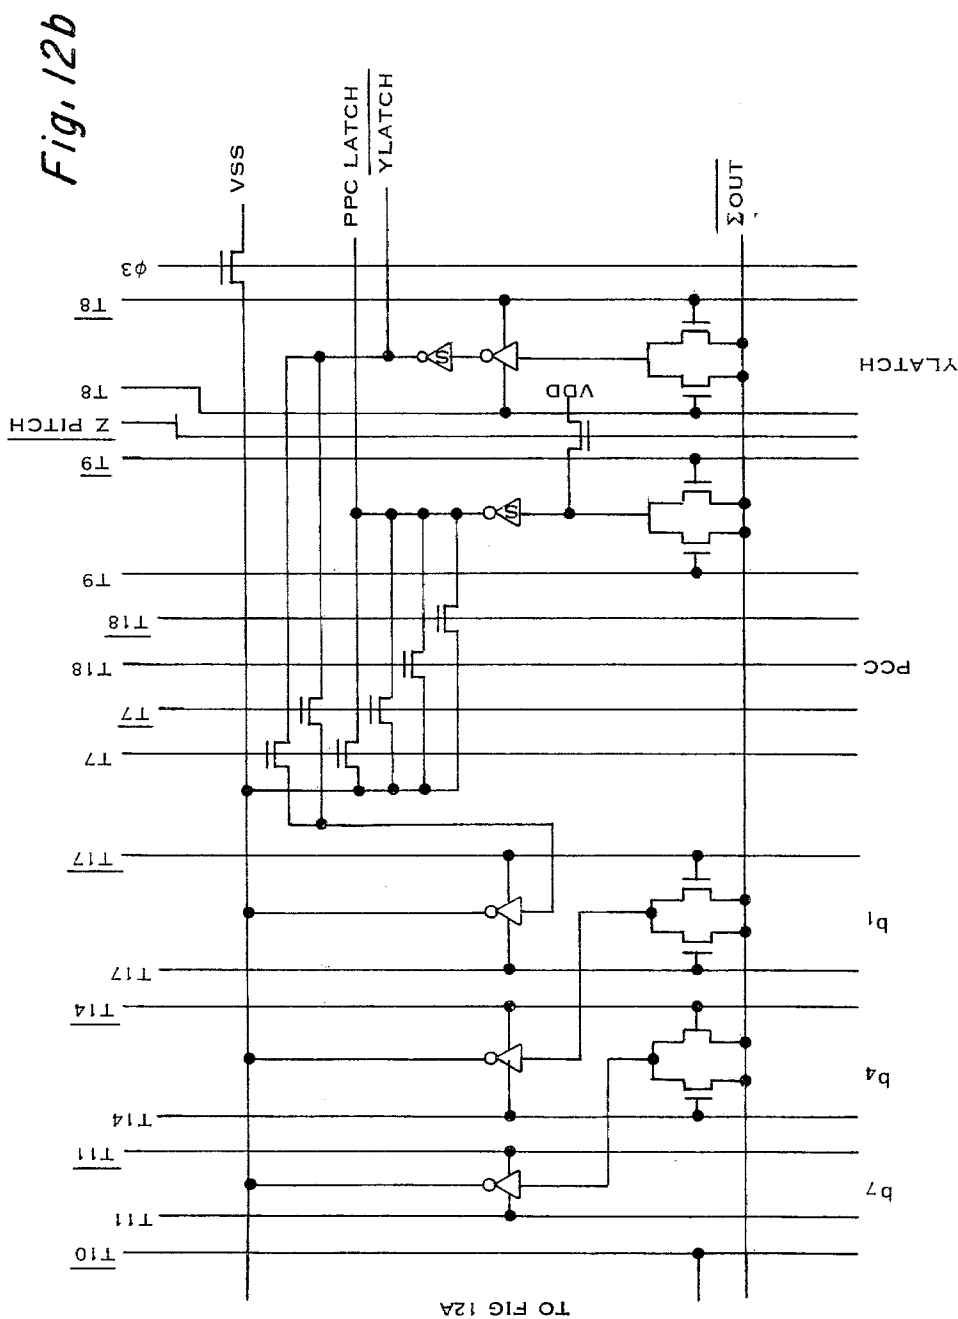 Fig. 12b
VSS
PPC LATCH
YLATCH
ΣOUT
φ3
T8
T8
Z PITCH
T9
T9
T18
T18
T7
T7
T17
T17
T14
T14
T11
T11
T10
VDD
S
S
YLATCH
PCC
b1
b4
b7
TO FIG 12A